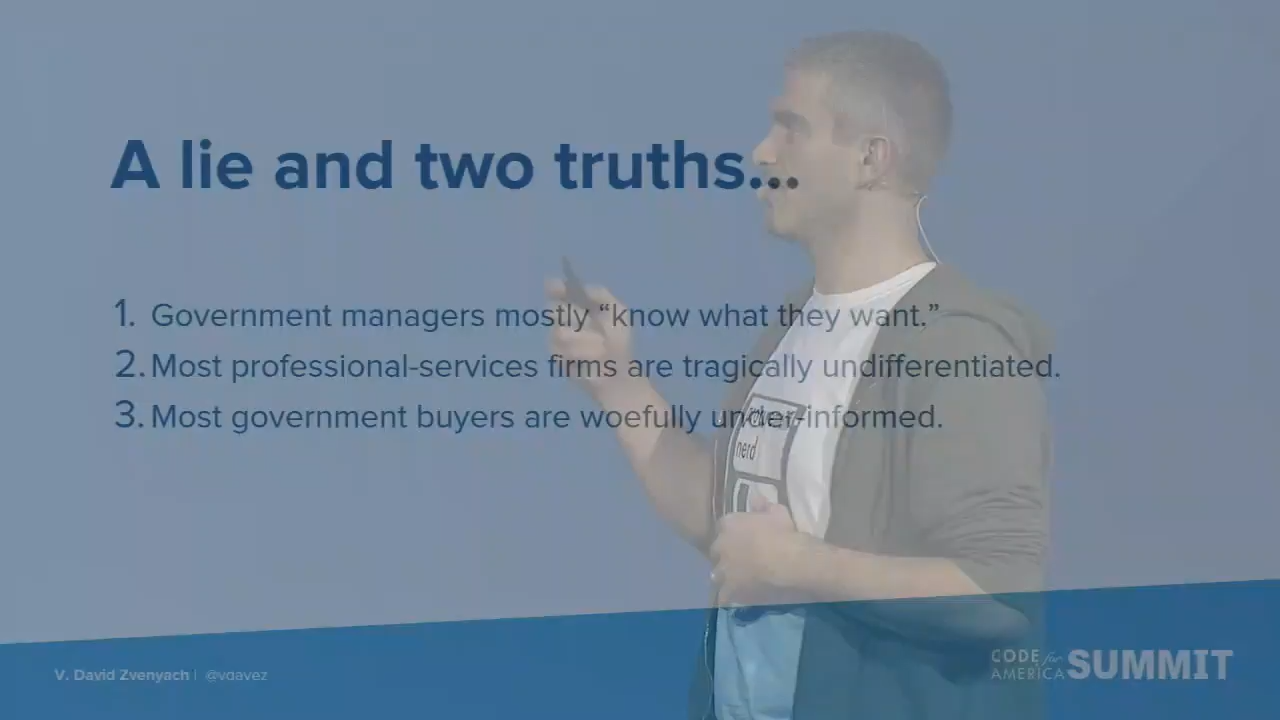 A lie and two truths...
1. Government managers mostly “know what they want.”
2. Most professional-services firms are tragically undifferentiated.
3. Most government buyers are woefully under-informed.
nerd
V. David Zvenyach | @vdavez
CODE for
AMERICA SUMMIT